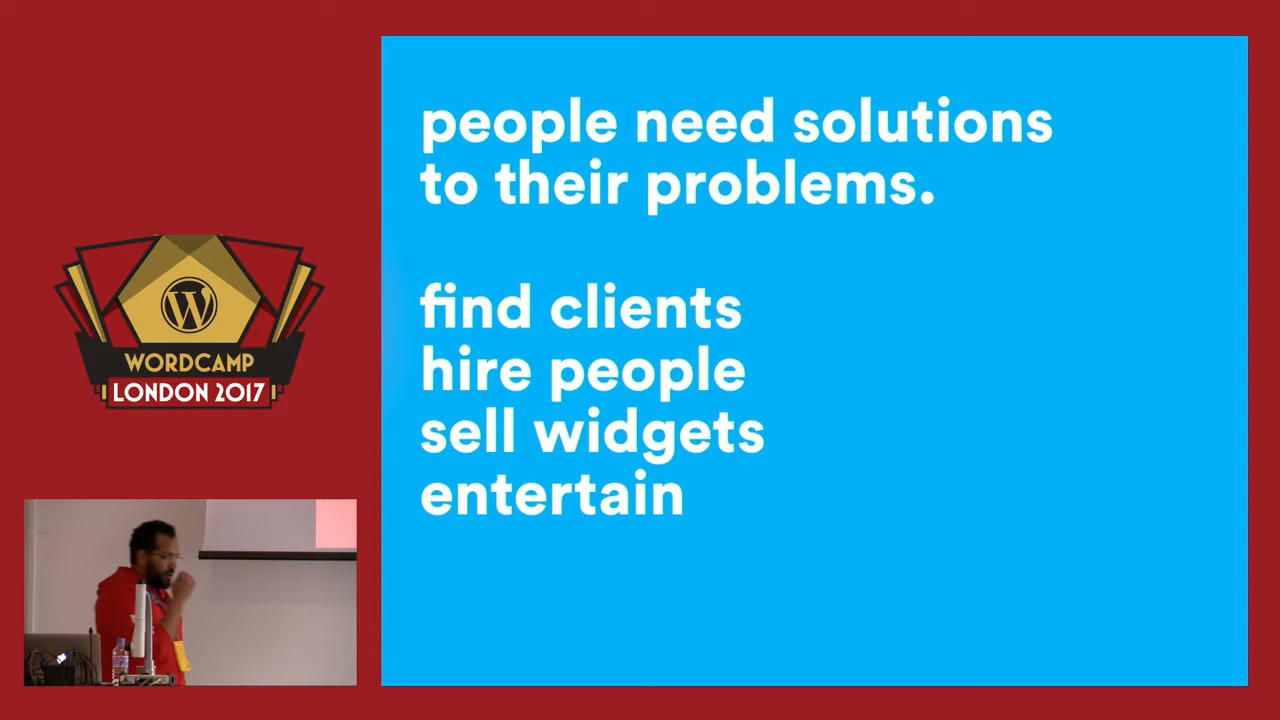 people need solutions
to their problems.
find clients
hire people
sell widgets
entertain
W
WORDCAMP
LONDON 2017